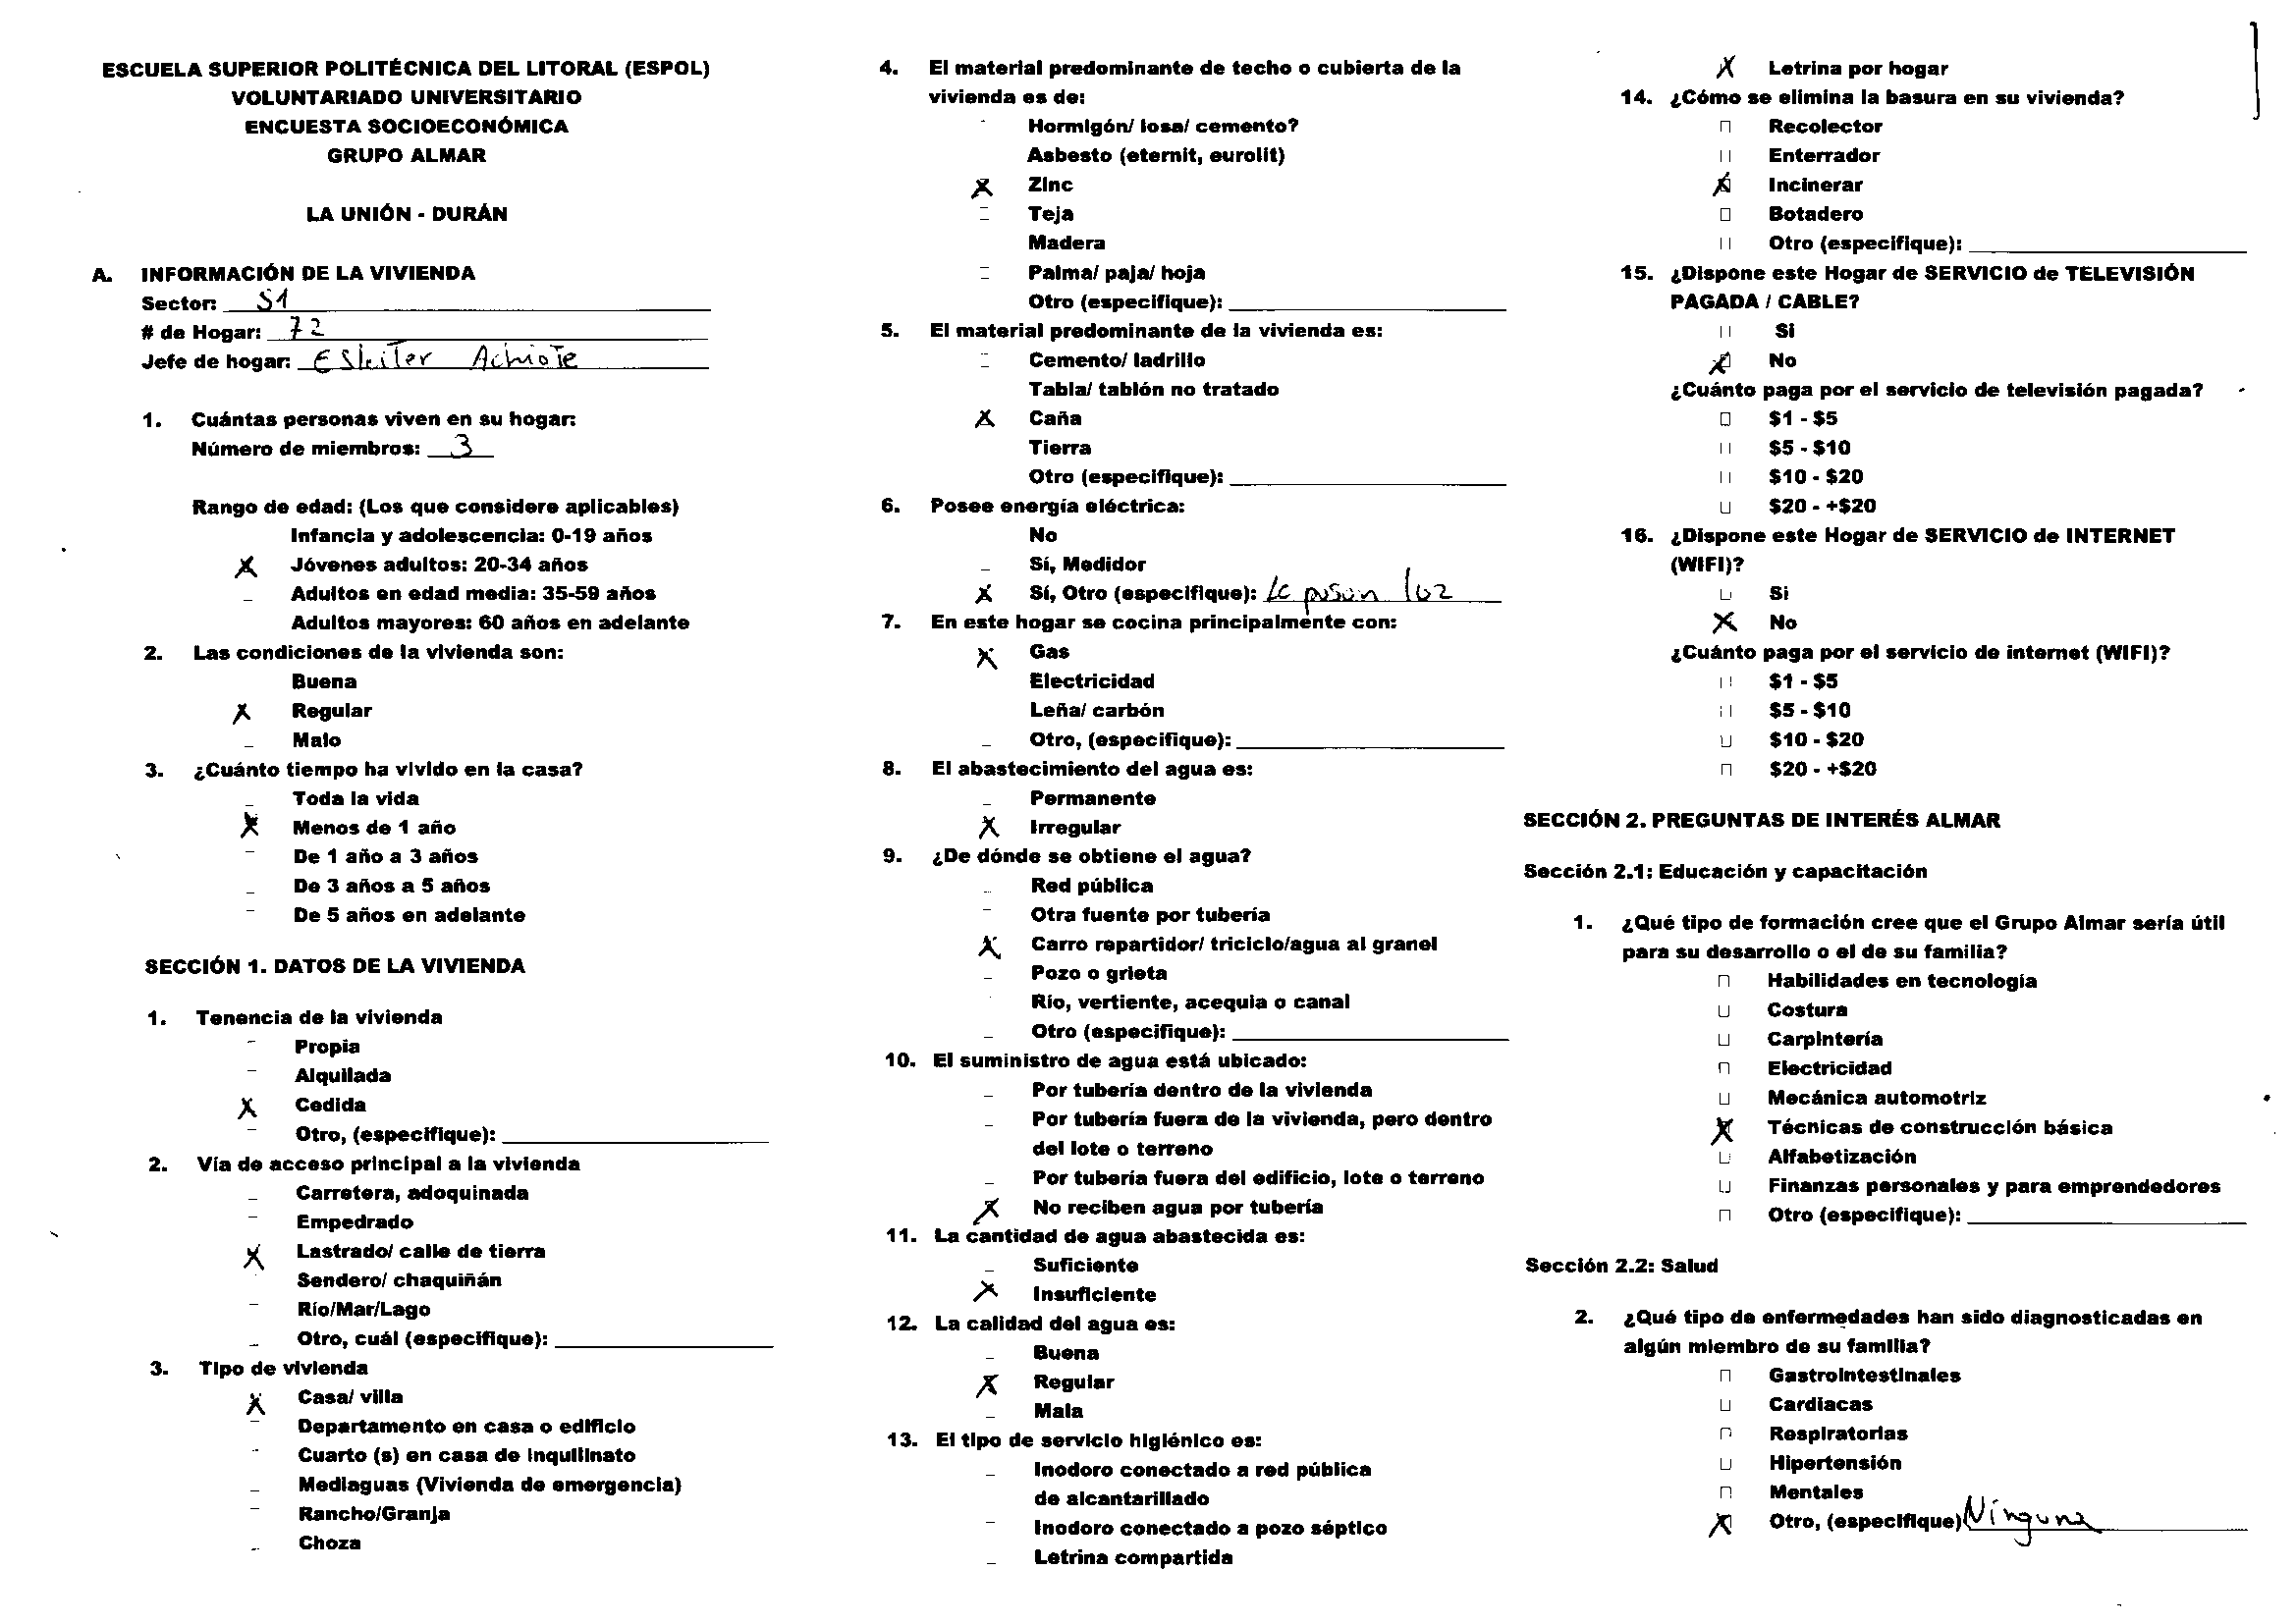 ESCUELA SUPERIOR POLITÉCNICA DEL LITORAL (ESPOL)
VOLUNTARIADO UNIVERSITARIO
ENCUESTA SOCIOECONÓMICA
GRUPO ALMAR
LA UNIÓN - DURÁN
A. INFORMACIÓN DE LA VIVIENDA
Sector: S1
# de Hogar: 72
Jefe de hogar: Achiote
1. Cuántas personas viven en su hogar:
Número de miembros: 3
Rango de edad: (Los que considere aplicables)
Infancia y adolescencia: 0-19 años
X Jóvenes adultos: 20-34 años
Adultos en edad media: 35-59 años
Adultos mayores: 60 años en adelante
2. Las condiciones de la vivienda son:
Buena
X Regular
Malo
3. ¿Cuánto tiempo ha vivido en la casa?
Toda la vida
X Menos de 1 año
De 1 año a 3 años
De 3 años a 5 años
De 5 años en adelante
SECCIÓN 1. DATOS DE LA VIVIENDA
1. Tenencia de la vivienda
Propia
Alquilada
X Cedida
Otro, (especifique):
2. Vía de acceso principal a la vivienda
Carretera, adoquinada
Empedrado
X Lastrado/ calle de tierra
Sendero/ chaquiñán
Río/Mar/Lago
Otro, cuál (especifique):
3. Tipo de vivienda
X Casa/ villa
Departamento en casa o edificio
Cuarto (s) en casa de inquilinato
Mediaguas (Vivienda de emergencia)
Rancho/Granja
Choza
4. El material predominante de techo o cubierta de la
vivienda es de:
Hormigón/ losa/ cemento?
Asbesto (eternit, eurolit)
X Zinc
Teja
Madera
Palma/ paja/ hoja
Otro (especifique):
5. El material predominante de la vivienda es:
Cemento/ ladrillo
Tabla/ tablón no tratado
X Caña
Tierra
Otro (especifique):
6. Posee energía eléctrica:
No
Sí, Medidor
X Sí, Otro (especifique): Le pasan luz
7. En este hogar se cocina principalmente con:
X Gas
Electricidad
Leña/ carbón
Otro, (especifique):
8. El abastecimiento del agua es:
Permanente
X Irregular
9. ¿De dónde se obtiene el agua?
Red pública
Otra fuente por tubería
X Carro repartidor/ triciclo/agua al granel
Pozo o grieta
Río, vertiente, acequia o canal
Otro (especifique):
10. El suministro de agua está ubicado:
Por tubería dentro de la vivienda
Por tubería fuera de la vivienda, pero dentro
del lote o terreno
Por tubería fuera del edificio, lote o terreno
X No reciben agua por tubería
11. La cantidad de agua abastecida es:
Suficiente
X Insuficiente
12. La calidad del agua es:
Buena
X Regular
Mala
13. El tipo de servicio higiénico es:
Inodoro conectado a red pública
de alcantarillado
Inodoro conectado a pozo séptico
Letrina compartida
X Letrina por hogar
14. ¿Cómo se elimina la basura en su vivienda?
Recolector
Enterrador
X Incinerar
Botadero
Otro (especifique):
15. ¿Dispone este Hogar de SERVICIO de TELEVISIÓN
PAGADA / CABLE?
Si
X No
¿Cuánto paga por el servicio de televisión pagada?
$1 - $5
$5 - $10
$10 - $20
$20 - +$20
16. ¿Dispone este Hogar de SERVICIO de INTERNET
(WIFI)?
Si
X No
¿Cuánto paga por el servicio de internet (WIFI)?
$1 - $5
$5 - $10
$10 - $20
$20 - +$20
SECCIÓN 2. PREGUNTAS DE INTERÉS ALMAR
Sección 2.1: Educación y capacitación
1. ¿Qué tipo de formación cree que el Grupo Almar sería útil
para su desarrollo o el de su familia?
Habilidades en tecnología
Costura
Carpintería
Electricidad
Mecánica automotriz
X Técnicas de construcción básica
Alfabetización
Finanzas personales y para emprendedores
Otro (especifique):
Sección 2.2: Salud
2. ¿Qué tipo de enfermedades han sido diagnosticadas en
algún miembro de su familia?
Gastrointestinales
Cardíacas
Respiratorias
Hipertensión
Mentales
X Otro, (especifique) Ninguna